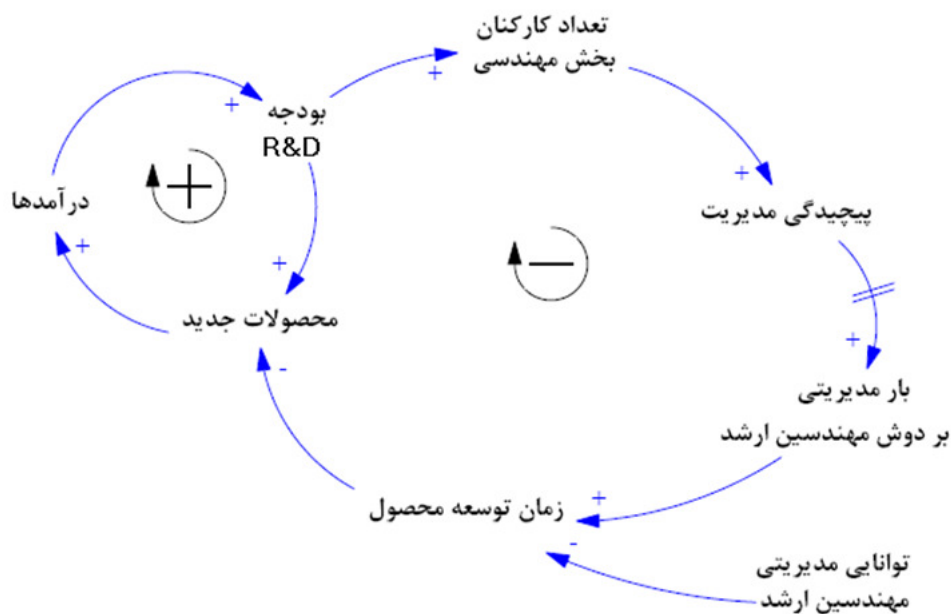 تعداد کارکنان
بخش مهندسی
+
+
بودجه
R&D
+
درآمدها
+
+
پیچیدگی مدیریت
−
+
محصولات جدید
-
+
بار مدیریتی
بر دوش مهندسین ارشد
زمان توسعه محصول
+
-
توانایی مدیریتی
مهندسین ارشد